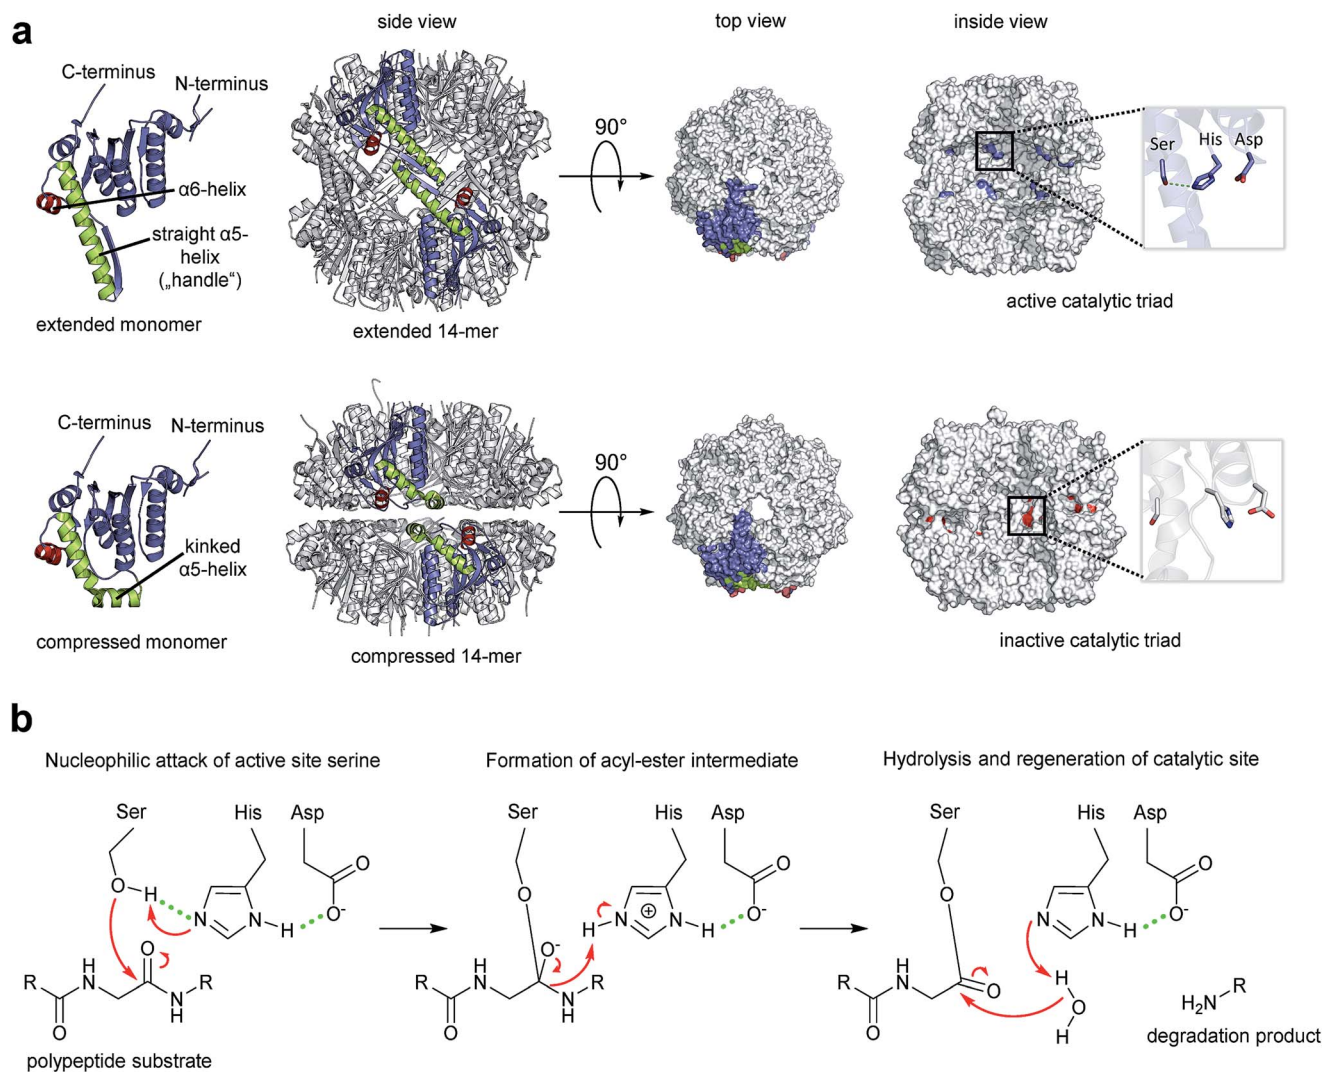 a
side view
top view
inside view
C-terminus
N-terminus
α6-helix
straight α5-
helix
(„handle“)
extended monomer
extended 14-mer
90°
Ser
His
Asp
active catalytic triad
C-terminus
N-terminus
kinked
α5-helix
compressed monomer
compressed 14-mer
90°
inactive catalytic triad
b
Nucleophilic attack of active site serine
Ser
His
Asp
O
H
N
N
H
O
O-
O
R
H
N
O
N
H
R
polypeptide substrate
Formation of acyl-ester intermediate
Ser
His
Asp
O
H
N
⊕
N
H
O
O-
O-
R
H
N
O
N
H
R
Hydrolysis and regeneration of catalytic site
Ser
His
Asp
O
N
N
H
O
O-
R
H
N
O
O
H
O
H
H₂N
R
degradation product